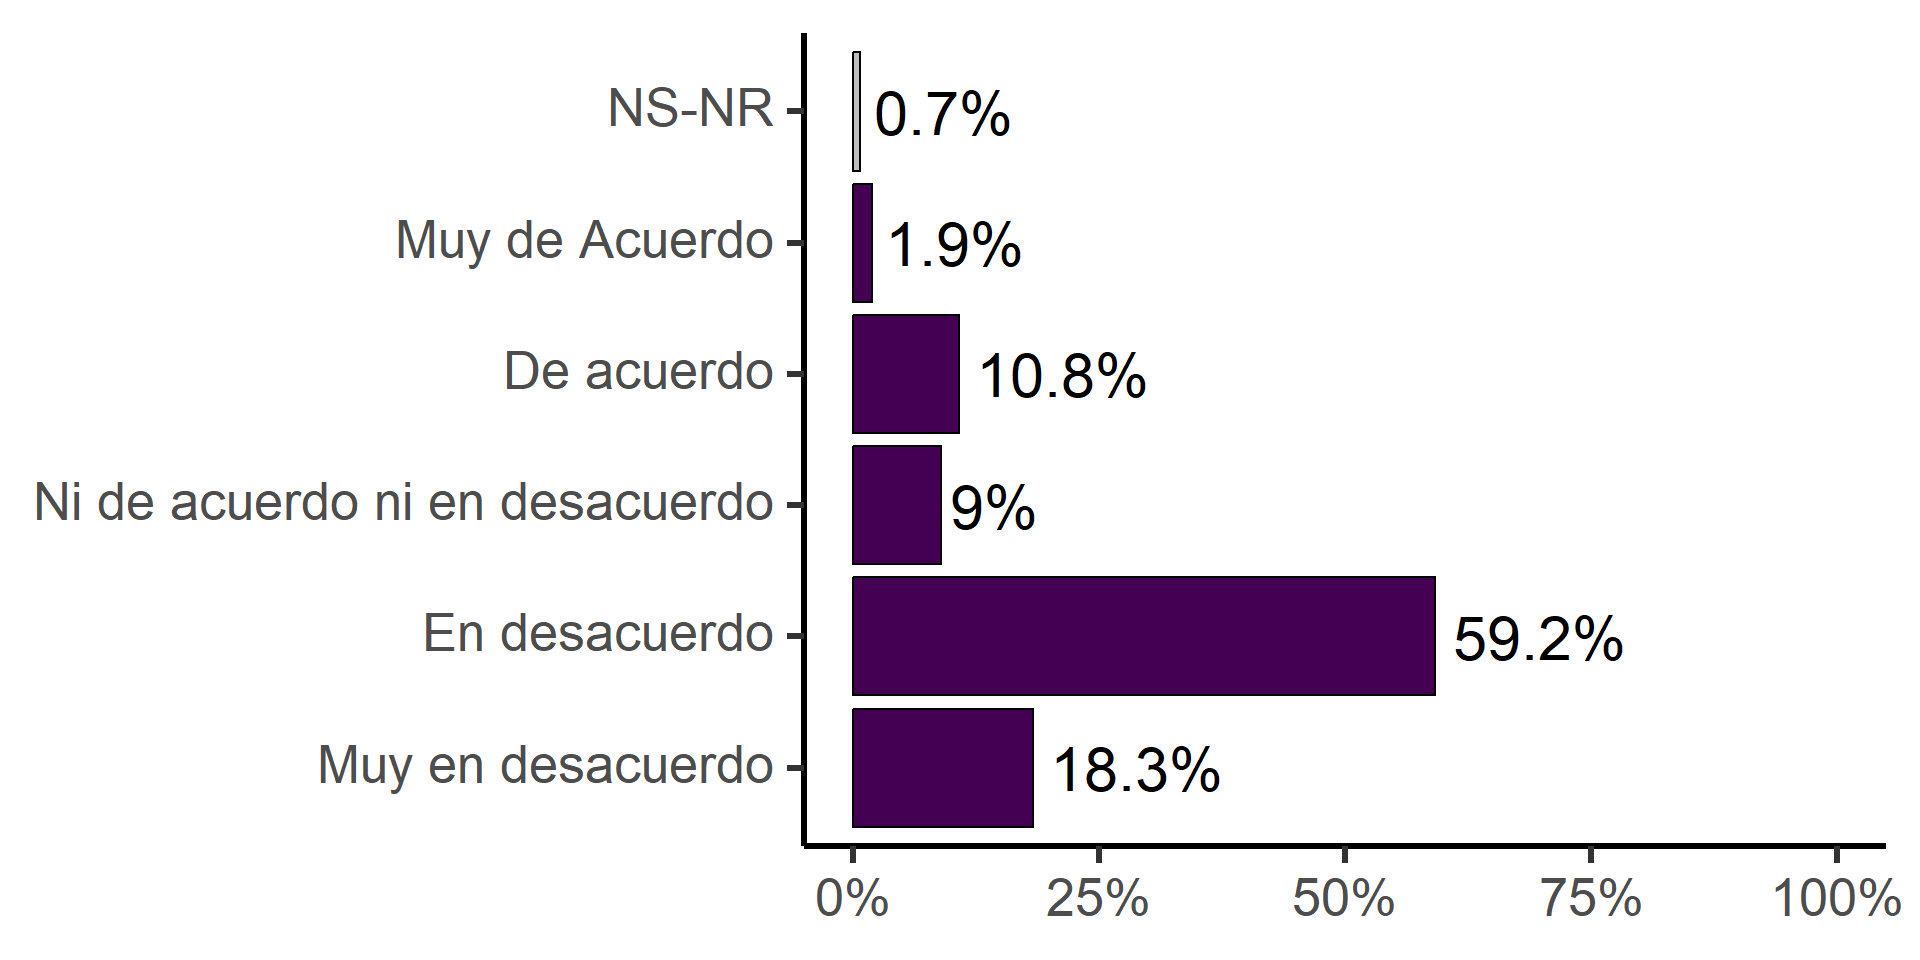 NS-NR 0.7%
Muy de Acuerdo 1.9%
De acuerdo 10.8%
Ni de acuerdo ni en desacuerdo 9%
En desacuerdo 59.2%
Muy en desacuerdo 18.3%
0% 25% 50% 75% 100%